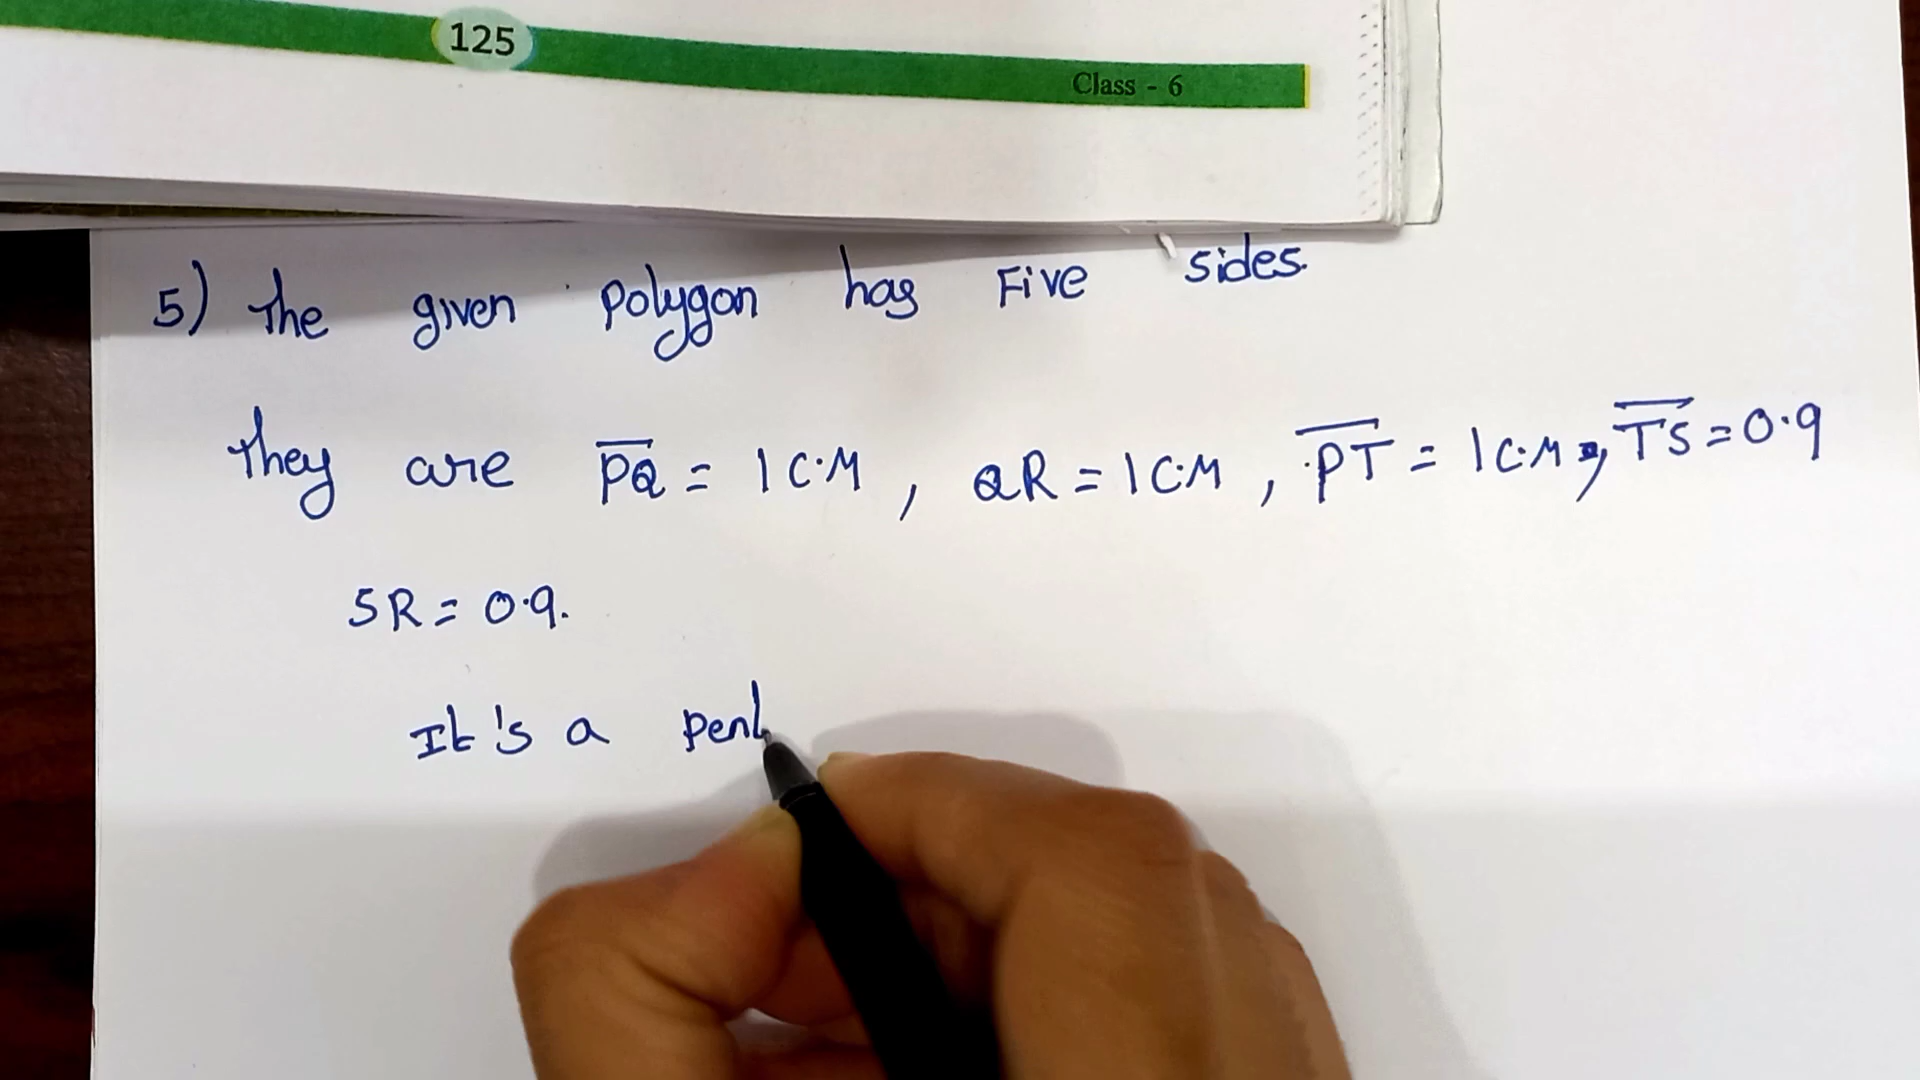 125
Class - 6
5) The given Polygon has Five sides.
They are PQ = 1 C.M, QR = 1 CM, PT = 1 C.M, TS = 0.9
SR = 0.9.
It's a pent